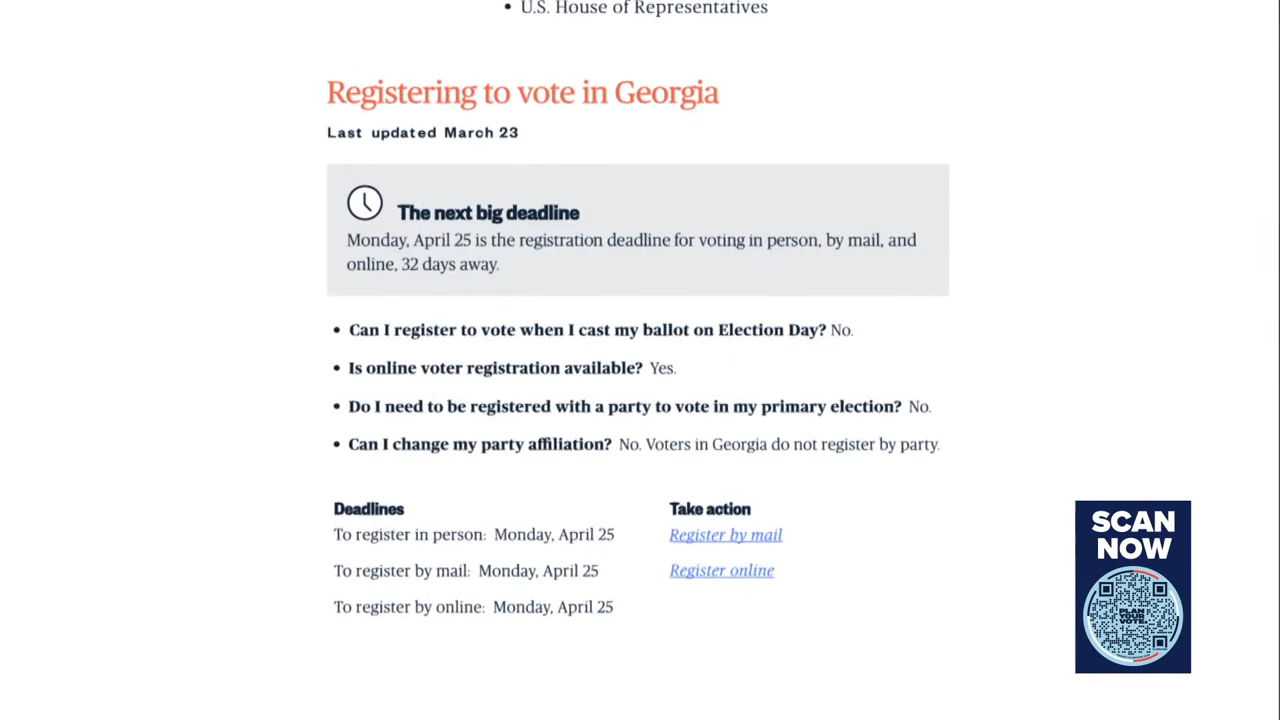 • U.S. House of Representatives
Registering to vote in Georgia
Last updated March 23
The next big deadline
Monday, April 25 is the registration deadline for voting in person, by mail, and
online, 32 days away.
• Can I register to vote when I cast my ballot on Election Day? No.
• Is online voter registration available? Yes.
• Do I need to be registered with a party to vote in my primary election? No.
• Can I change my party affiliation? No. Voters in Georgia do not register by party.
Deadlines
To register in person: Monday, April 25
To register by mail: Monday, April 25
To register by online: Monday, April 25
Take action
Register by mail
Register online
SCAN
NOW
PLAN
YOUR
VOTE.